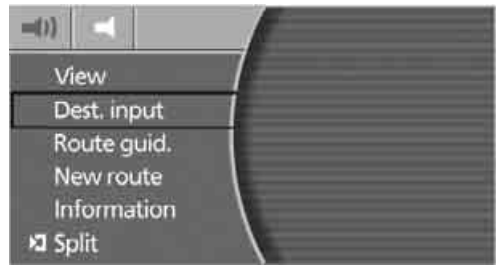 View
Dest. input
Route guid.
New route
Information
Split